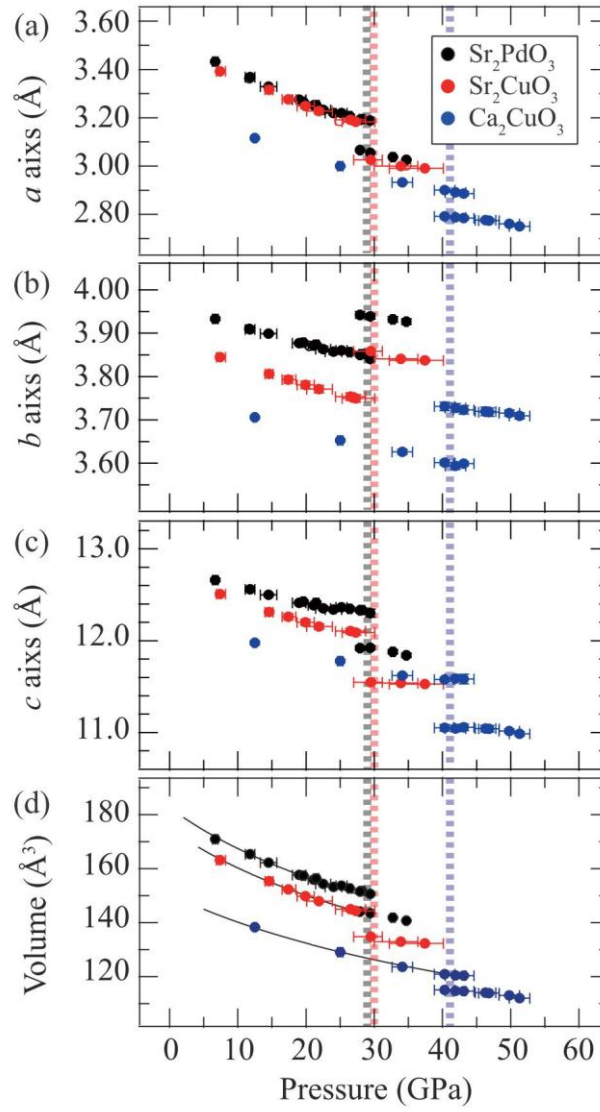 (a)
3.60
3.40
3.20
3.00
2.80
a aixs (Å)
Sr₂PdO₃
Sr₂CuO₃
Ca₂CuO₃
(b)
4.00
3.90
3.80
3.70
3.60
b aixs (Å)
(c)
13.0
12.0
11.0
c aixs (Å)
(d)
180
160
140
120
Volume (Å³)
0 10 20 30 40 50 60
Pressure (GPa)